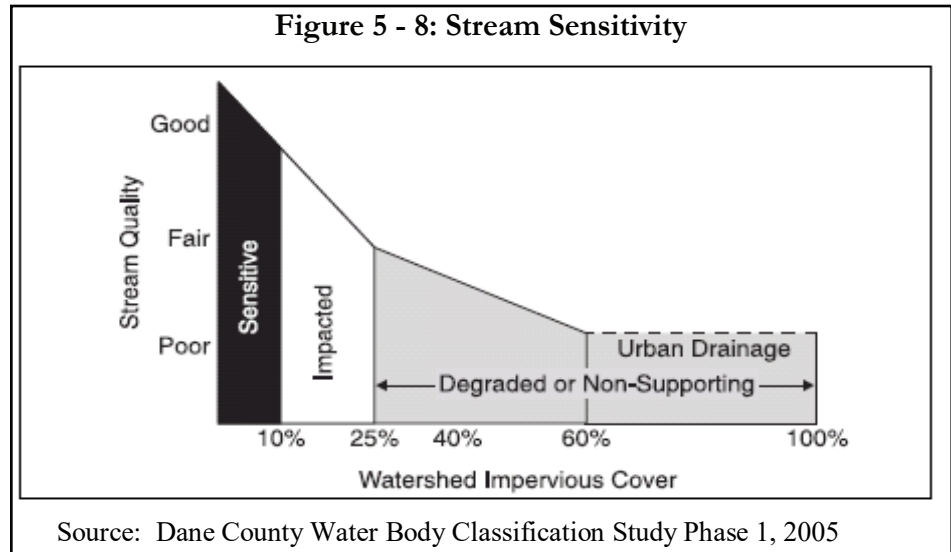 Figure 5 - 8: Stream Sensitivity
Good
Fair
Poor
Stream Quality
Sensitive
Impacted
Urban Drainage
Degraded or Non-Supporting
10% 25% 40% 60% 100%
Watershed Impervious Cover
Source: Dane County Water Body Classification Study Phase 1, 2005